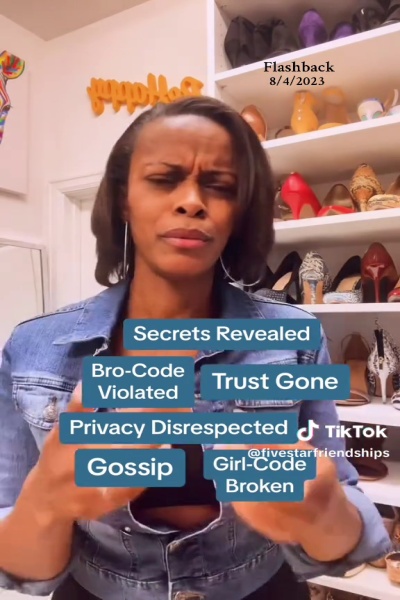 Flashback
8/4/2023
BeHappy
Secrets Revealed
Bro-Code
Violated
Trust Gone
Privacy Disrespected
TikTok
@fivestarfriendships
Gossip
Girl-Code
Broken